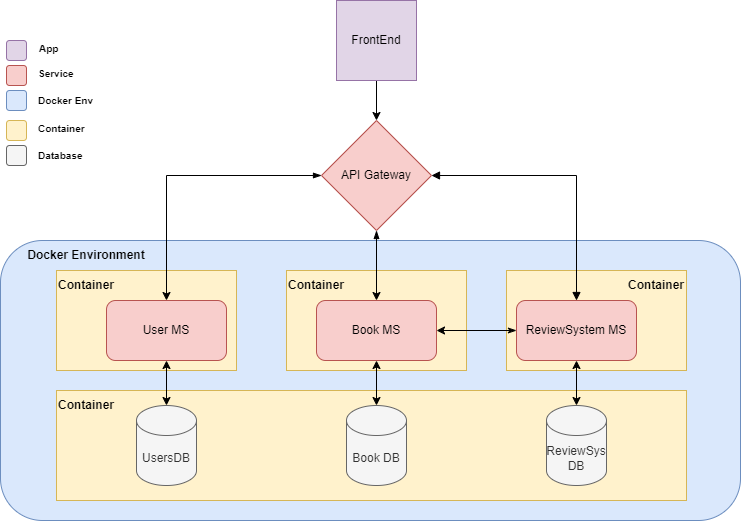 FrontEnd
App
Service
Docker Env
Container
Database
API Gateway
Docker Environment
Container
Container
Container
User MS
Book MS
ReviewSystem MS
Container
UsersDB
Book DB
ReviewSys
DB